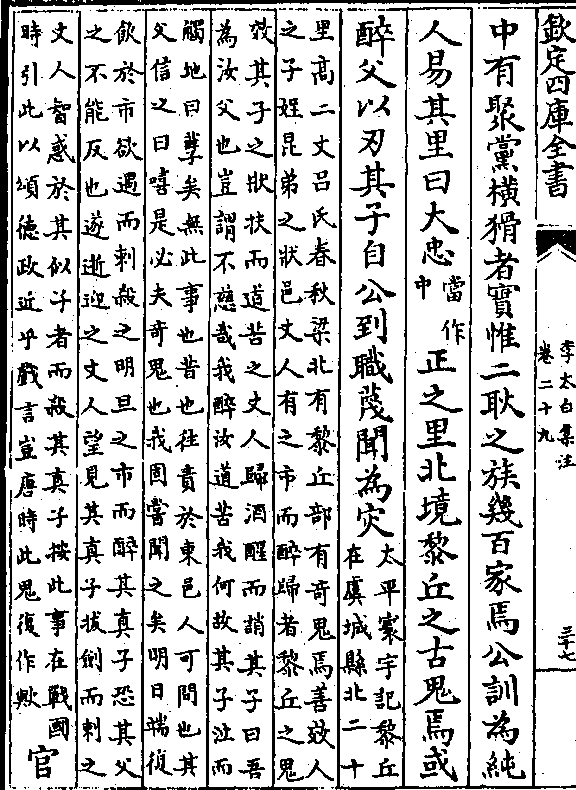 欽定四庫全書
李太白集注
卷二十九
三十七
中有聚黨橫猾者實惟二耿之族幾百家焉公訓為純
人易其里曰大忠當作中正之里北境黎丘之古鬼焉或
醉父以刃其子自公到職蔑聞為灾太平寰宇記黎丘
在虞城縣北二十
里高二丈吕氏春秋梁北有黎丘部有奇鬼焉善效人
之子姪昆弟之狀邑丈人有之市而醉歸者黎丘之鬼
效其子之狀扶而道苦之丈人歸酒醒而誚其子曰吾
為汝父也豈謂不慈哉我醉汝道苦我何故其子泣而
觸地曰孽矣無此事也昔也往責於東邑人可問也其
父信之曰嘻是必夫奇鬼也我固嘗聞之矣明日端復
飲於市欲遇而刺殺之明旦之市而醉其真子恐其父
之不能反也遂逝迎之丈人望見其真子拔劍而刺之
丈人智惑於其似子者而殺其真子按此事在戰國
時引此以頌德政近乎戲言豈唐時此鬼復作歟
官